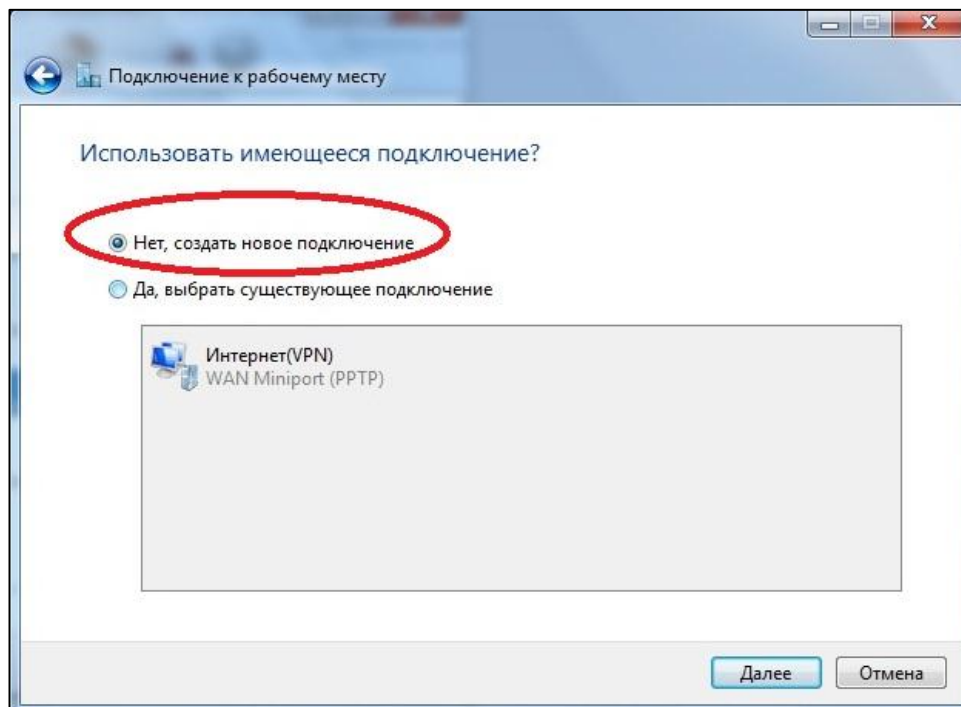 Подключение к рабочему месту
Использовать имеющееся подключение?
Нет, создать новое подключение
Да, выбрать существующее подключение
Интернет(VPN)
WAN Miniport (PPTP)
Далее
Отмена